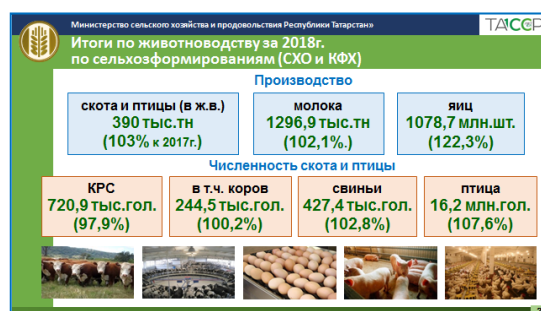 Министерство сельского хозяйства и продовольствия Республики Татарстан»
ТАССР
Итоги по животноводству за 2018г.
по сельхозформированиям (СХО и КФХ)
Производство
скота и птицы (в ж.в.)
390 тыс.тн
(103% к 2017г.)
молока
1296,9 тыс.тн
(102,1%.)
яиц
1078,7 млн.шт.
(122,3%)
Численность скота и птицы
КРС
720,9 тыс.гол.
(97,9%)
в т.ч. коров
244,5 тыс.гол.
(100,2%)
свиньи
427,4 тыс.гол.
(102,8%)
птица
16,2 млн.гол.
(107,6%)